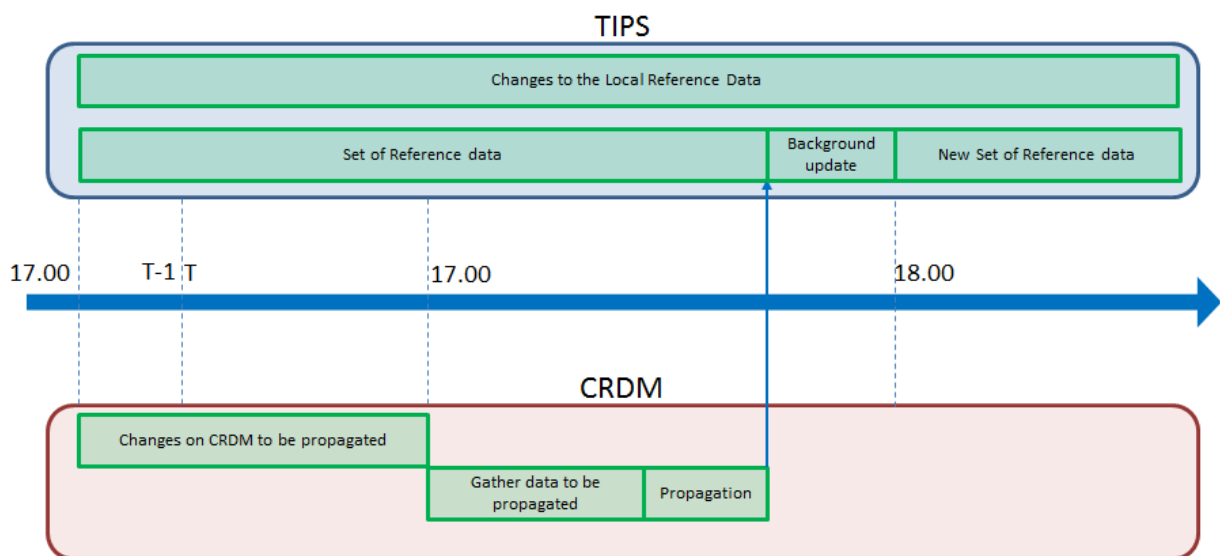 TIPS
Changes to the Local Reference Data
Set of Reference data
Background
update
New Set of Reference data
17.00
T-1
T
17.00
18.00
CRDM
Changes on CRDM to be propagated
Gather data to be
propagated
Propagation